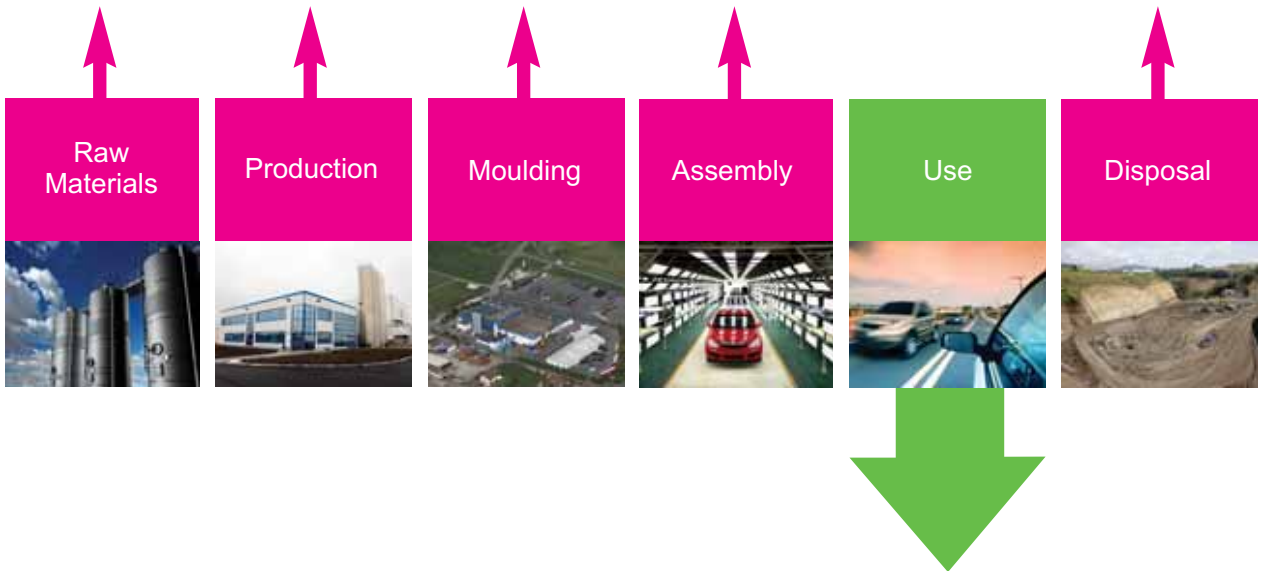 Raw
Materials
Production
Moulding
Assembly
Use
Disposal